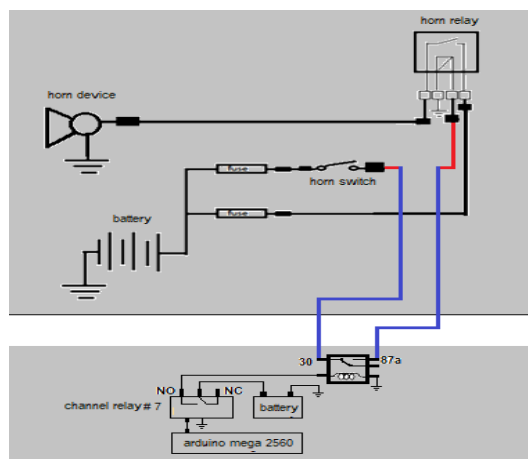 horn relay
horn device
fuse
horn switch
battery
fuse
30
87a
NO
NC
channel relay# 7
battery
arduino mega 2560